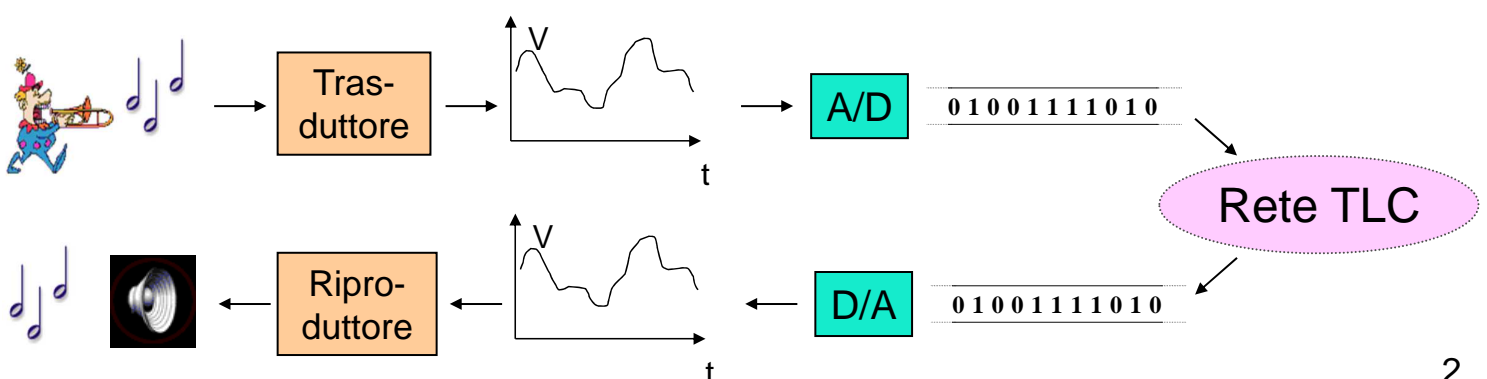 Tras-
duttore
V
t
A/D
0 1 0 0 1 1 1 1 0 1 0
Rete TLC
Ripro-
duttore
V
t
D/A
0 1 0 0 1 1 1 1 0 1 0
2